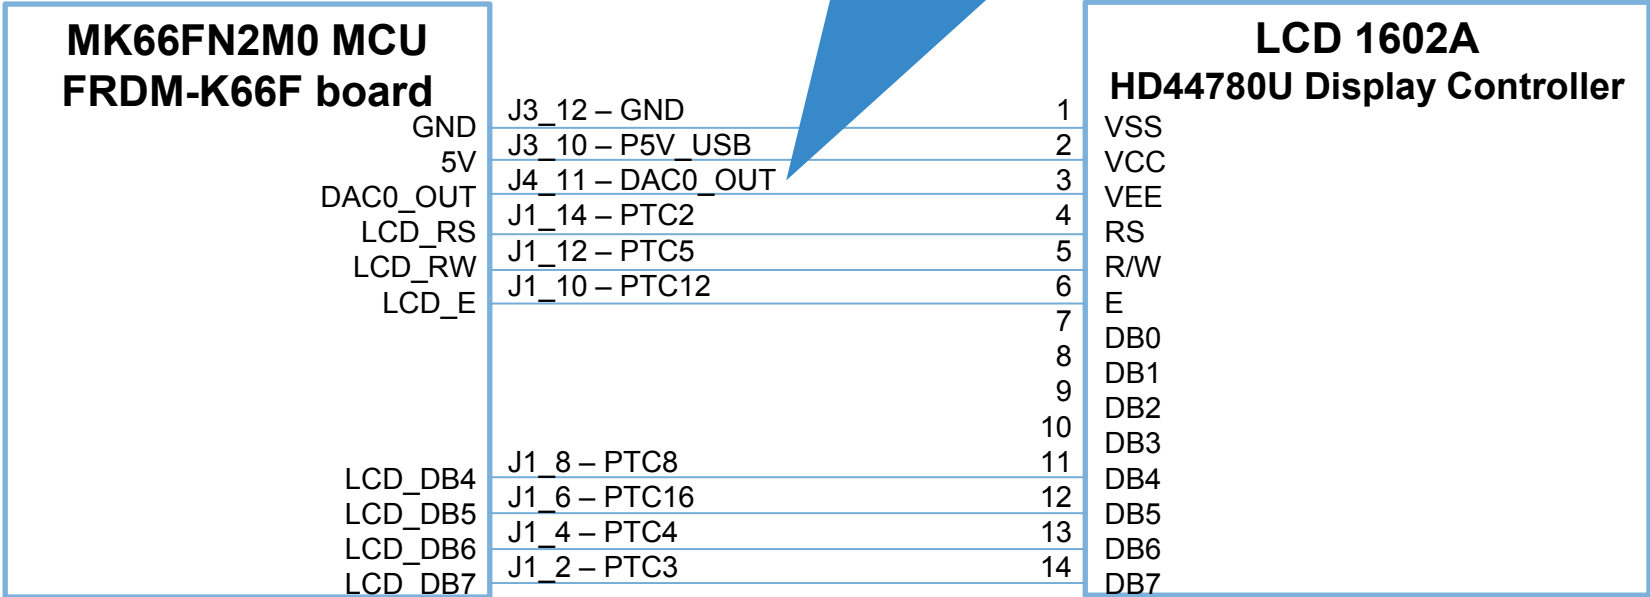 MK66FN2M0 MCU
FRDM-K66F board
LCD 1602A
HD44780U Display Controller
GND J3_12 – GND 1 VSS
5V J3_10 – P5V_USB 2 VCC
DAC0_OUT J4_11 – DAC0_OUT 3 VEE
LCD_RS J1_14 – PTC2 4 RS
LCD_RW J1_12 – PTC5 5 R/W
LCD_E J1_10 – PTC12 6 E
7 DB0
8 DB1
9 DB2
10 DB3
LCD_DB4 J1_8 – PTC8 11 DB4
LCD_DB5 J1_6 – PTC16 12 DB5
LCD_DB6 J1_4 – PTC4 13 DB6
LCD_DB7 J1_2 – PTC3 14 DB7